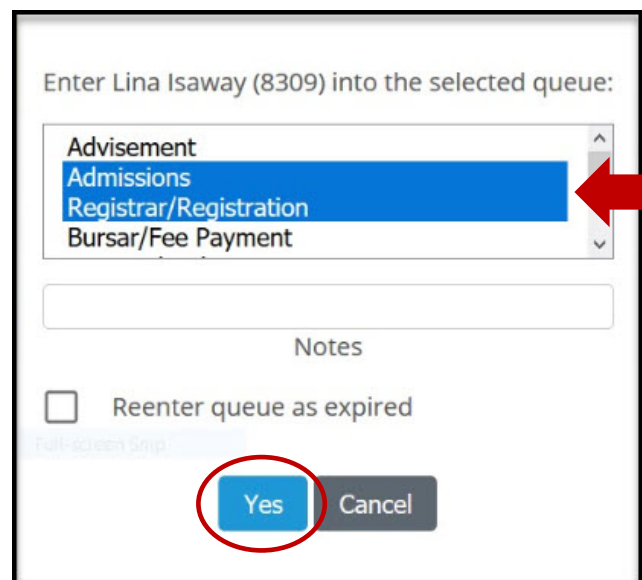 Enter Lina Isaway (8309) into the selected queue:
Advisement
Admissions
Registrar/Registration
Bursar/Fee Payment
Notes
Reenter queue as expired
Full-screen Snip
Yes
Cancel